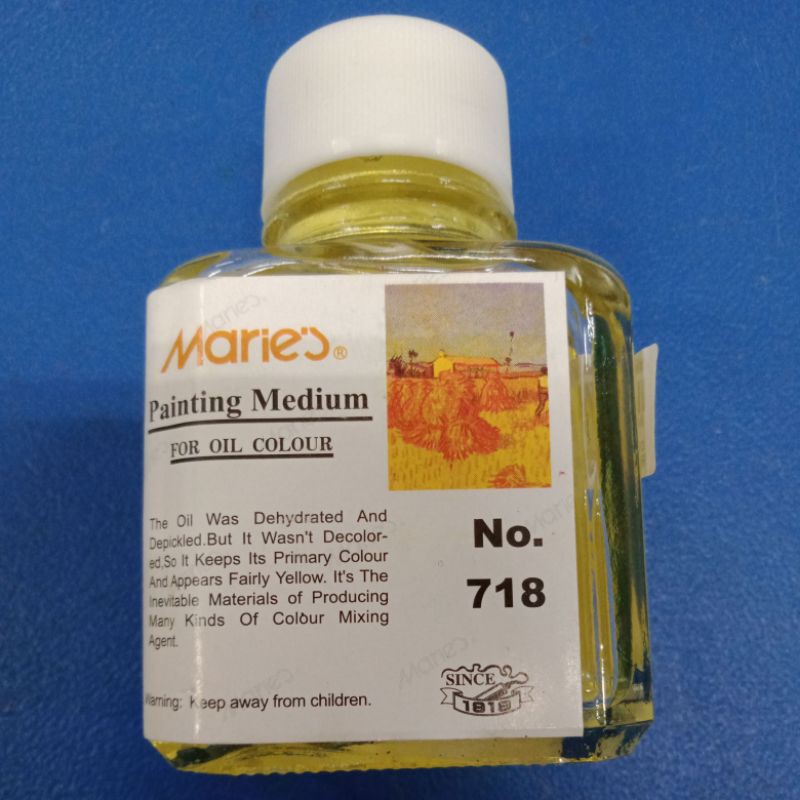 Marie's®
Painting Medium
FOR OIL COLOUR
The Oil Was Dehydrated And
Depickled.But It Wasn't Decolor-
ed,So It Keeps Its Primary Colour
And Appears Fairly Yellow. It's The
Inevitable Materials of Producing
Many Kinds Of Colour Mixing
Agent.
Warning: Keep away from children.
No.
718
SINCE
1919